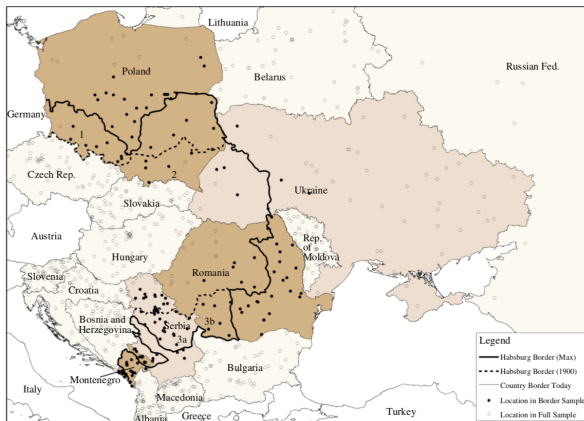 Lithuania
Russian Fed.
Poland
Belarus
Germany
1
2
Czech Rep.
Ukraine
Slovakia
Austria
Rep.
of
Moldova
Hungary
Romania
Slovenia
Croatia
Bosnia and
Herzegovina
Serbia
3b
3a
Montenegro
Bulgaria
Italy
Macedonia
Albania
Greece
Turkey
Legend
Habsburg Border (Max)
Habsburg Border (1900)
Country Border Today
Location in Border Sample
Location in Full Sample